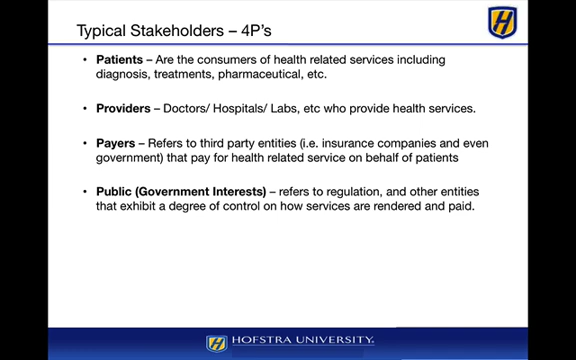 Typical Stakeholders – 4P's
• Patients – Are the consumers of health related services including
diagnosis, treatments, pharmaceutical, etc.
• Providers – Doctors/ Hospitals/ Labs, etc who provide health services.
• Payers – Refers to third party entities (i.e. insurance companies and even
government) that pay for health related service on behalf of patients
• Public (Government Interests) – refers to regulation, and other entities
that exhibit a degree of control on how services are rendered and paid.
HOFSTRA UNIVERSITY